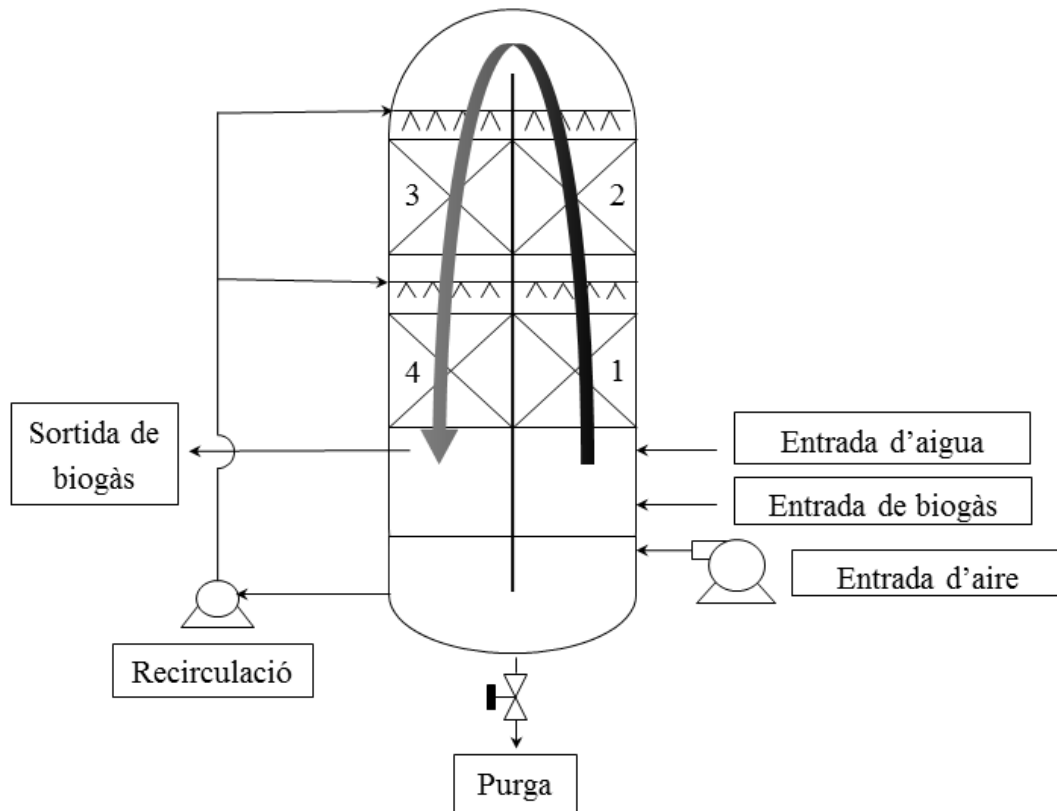 3
2
4
1
Sortida de
biogàs
Entrada d’aigua
Entrada de biogàs
Entrada d’aire
Recirculació
Purga